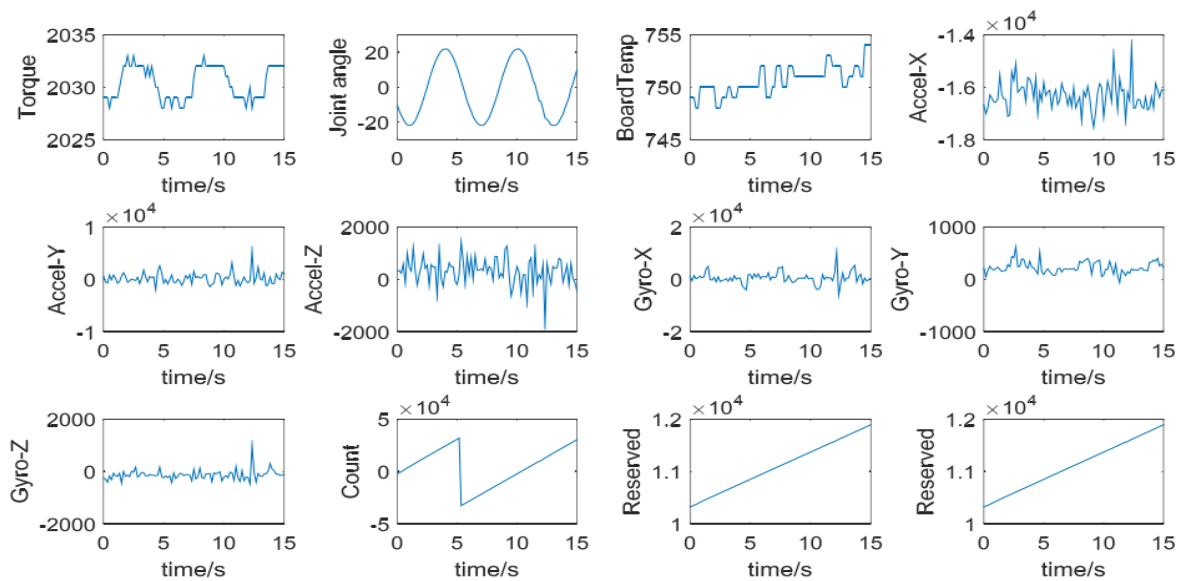 2035
2030
2025
Torque
0 5 10 15
time/s
20
0
-20
Joint angle
0 5 10 15
time/s
755
750
745
BoardTemp
0 5 10 15
time/s
×10⁴
-1.4
-1.6
-1.8
Accel-X
0 5 10 15
time/s
×10⁴
1
0
-1
Accel-Y
0 5 10 15
time/s
2000
0
-2000
Accel-Z
0 5 10 15
time/s
×10⁴
2
0
-2
Gyro-X
0 5 10 15
time/s
1000
0
-1000
Gyro-Y
0 5 10 15
time/s
2000
0
-2000
Gyro-Z
0 5 10 15
time/s
×10⁴
5
0
-5
Count
0 5 10 15
time/s
×10⁴
1.2
1.1
1
Reserved
0 5 10 15
time/s
×10⁴
1.2
1.1
1
Reserved
0 5 10 15
time/s